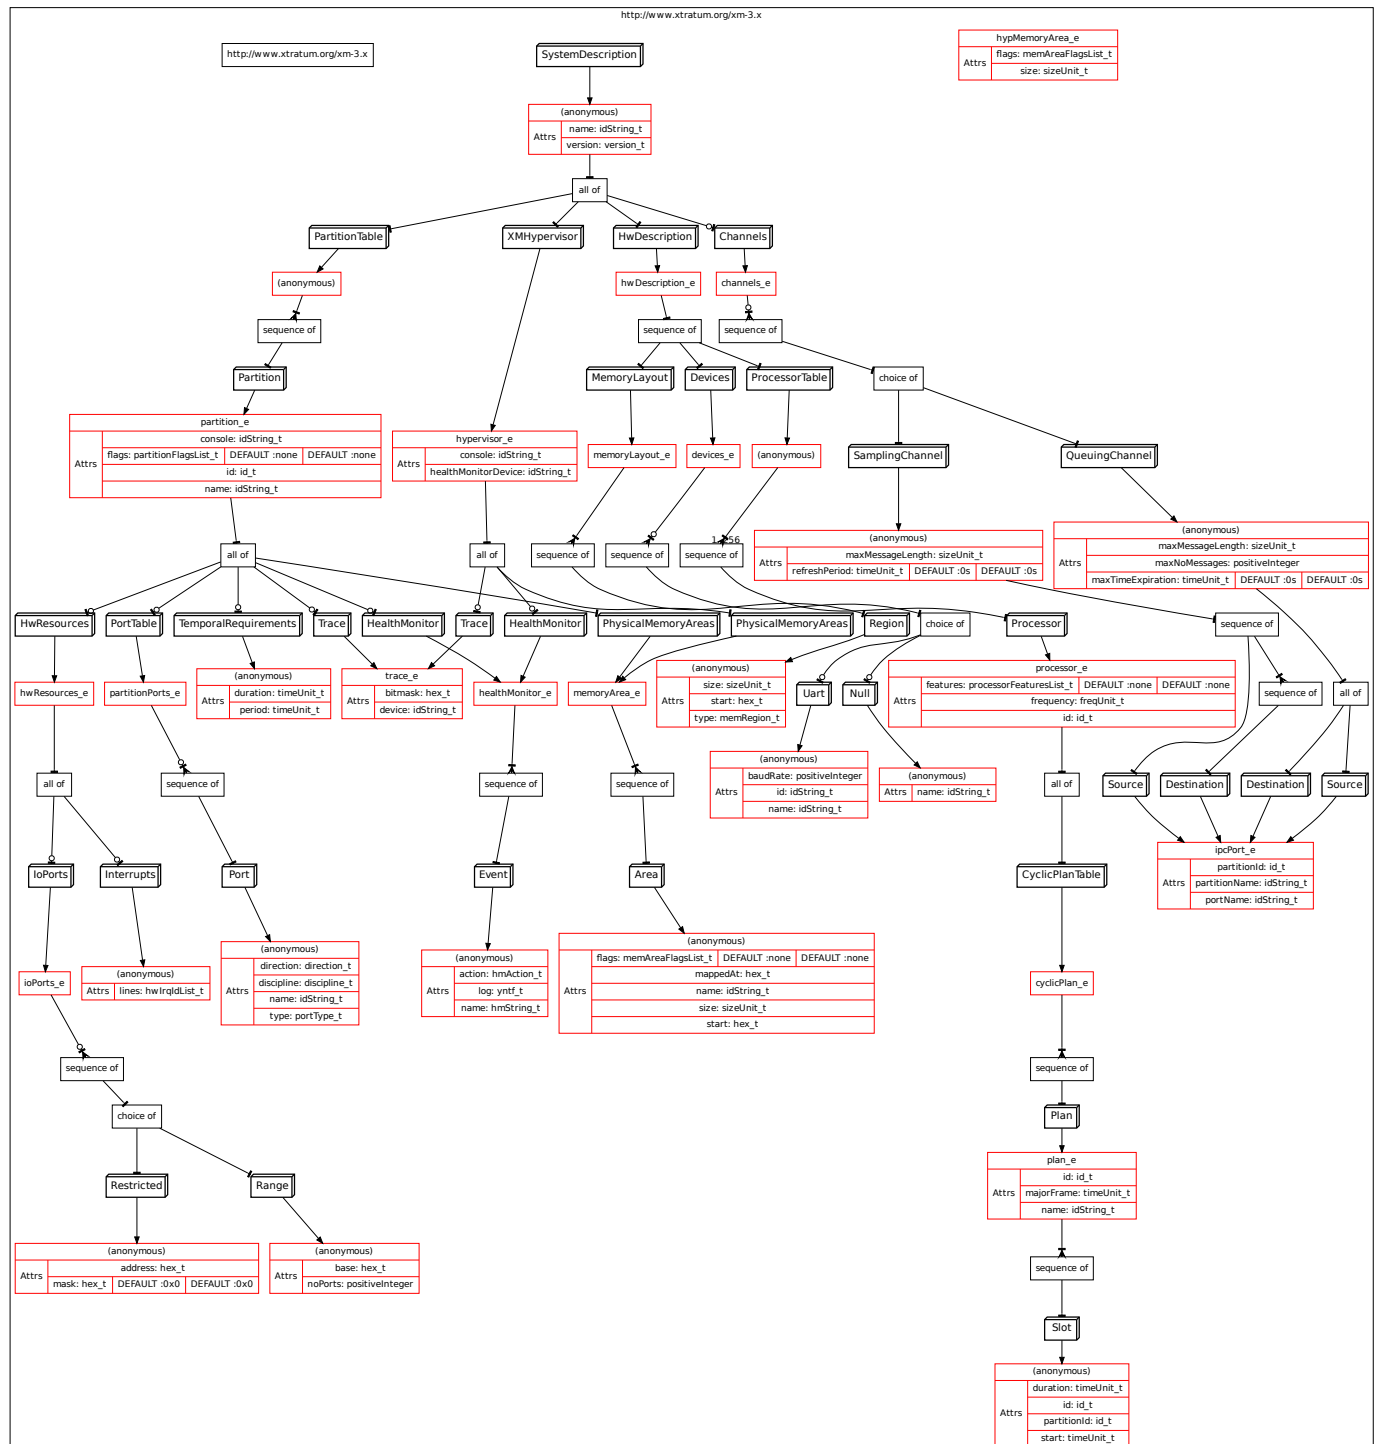 http://www.xtratum.org/xm-3.x
http://www.xtratum.org/xm-3.x
SystemDescription
hypMemoryArea_e
Attrs
flags: memAreaFlagsList_t
size: sizeUnit_t
(anonymous)
Attrs
name: idString_t
version: version_t
all of
PartitionTable
XMHypervisor
HwDescription
Channels
(anonymous)
hwDescription_e
channels_e
sequence of
sequence of
sequence of
Partition
MemoryLayout
Devices
ProcessorTable
choice of
partition_e
Attrs
console: idString_t
flags: partitionFlagsList_t
DEFAULT :none
DEFAULT :none
id: id_t
name: idString_t
hypervisor_e
Attrs
console: idString_t
healthMonitorDevice: idString_t
memoryLayout_e
devices_e
(anonymous)
SamplingChannel
QueuingChannel
all of
all of
sequence of
sequence of
sequence of
(anonymous)
Attrs
maxMessageLength: sizeUnit_t
refreshPeriod: timeUnit_t
DEFAULT :0s
DEFAULT :0s
(anonymous)
Attrs
maxMessageLength: sizeUnit_t
maxNoMessages: positiveInteger
maxTimeExpiration: timeUnit_t
DEFAULT :0s
DEFAULT :0s
HwResources
PortTable
TemporalRequirements
Trace
HealthMonitor
Trace
HealthMonitor
PhysicalMemoryAreas
PhysicalMemoryAreas
Region
choice of
Processor
sequence of
hwResources_e
partitionPorts_e
(anonymous)
Attrs
duration: timeUnit_t
period: timeUnit_t
trace_e
Attrs
bitmask: hex_t
device: idString_t
healthMonitor_e
memoryArea_e
(anonymous)
Attrs
size: sizeUnit_t
start: hex_t
type: memRegion_t
Uart
Null
processor_e
Attrs
features: processorFeaturesList_t
DEFAULT :none
DEFAULT :none
frequency: freqUnit_t
id: id_t
sequence of
all of
all of
sequence of
sequence of
sequence of
(anonymous)
Attrs
baudRate: positiveInteger
id: idString_t
name: idString_t
(anonymous)
Attrs
name: idString_t
all of
Source
Destination
Destination
Source
IoPorts
Interrupts
Port
Event
Area
CyclicPlanTable
ipcPort_e
Attrs
partitionId: id_t
partitionName: idString_t
portName: idString_t
ioPorts_e
(anonymous)
Attrs
lines: hwIrqIdList_t
(anonymous)
Attrs
direction: direction_t
discipline: discipline_t
name: idString_t
type: portType_t
(anonymous)
Attrs
action: hmAction_t
log: yntf_t
name: hmString_t
(anonymous)
Attrs
flags: memAreaFlagsList_t
DEFAULT :none
DEFAULT :none
mappedAt: hex_t
name: idString_t
size: sizeUnit_t
start: hex_t
cyclicPlan_e
sequence of
sequence of
choice of
Plan
Restricted
Range
plan_e
Attrs
id: id_t
majorFrame: timeUnit_t
name: idString_t
(anonymous)
Attrs
address: hex_t
mask: hex_t
DEFAULT :0x0
DEFAULT :0x0
(anonymous)
Attrs
base: hex_t
noPorts: positiveInteger
sequence of
Slot
(anonymous)
Attrs
duration: timeUnit_t
id: id_t
partitionId: id_t
start: timeUnit_t